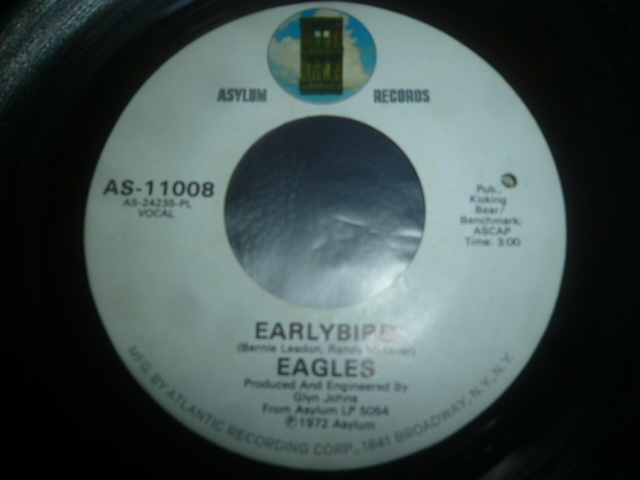 ASYLUM RECORDS
AS-11008
AS-24235-PL
VOCAL
Pub.,
Kicking
Bear/
Benchmark;
ASCAP
Time: 3:00
EARLYBIRD
(Bernie Leadon, Randy Meisner)
EAGLES
Produced And Engineered By
Glyn Johns
From Asylum LP 5054
℗1972 Asylum
MFG. BY ATLANTIC RECORDING CORP., 1841 BROADWAY, N.Y., N.Y.